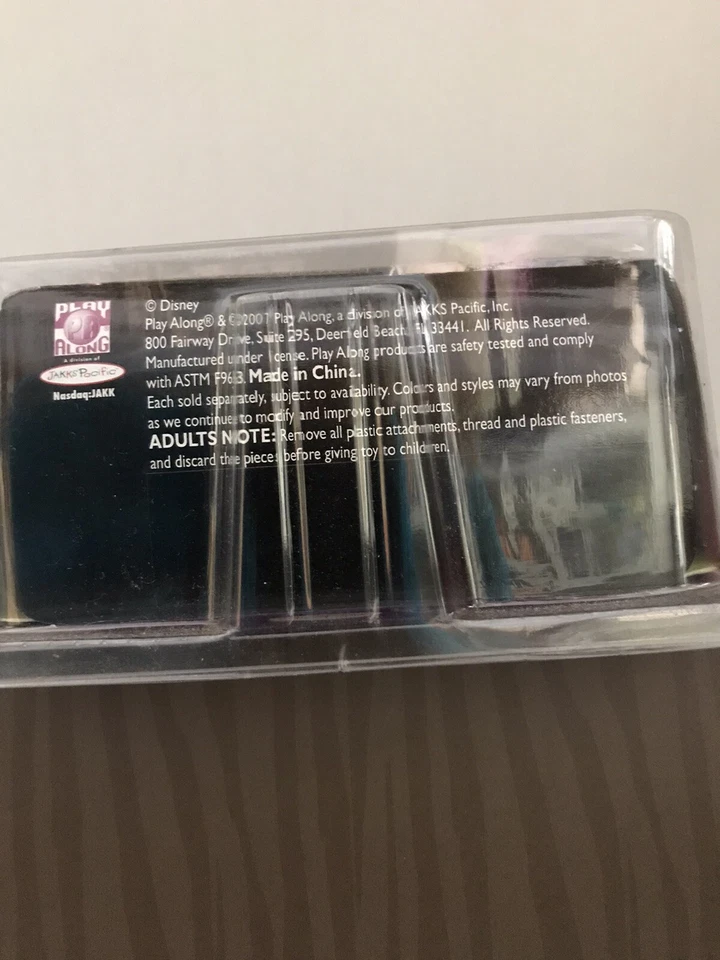 PLAY
PA
ALONG
A division of
JAKKS Pacific
Nasdaq:JAKK
© Disney
Play Along® & ©2007 Play Along, a division of JAKKS Pacific, Inc.
800 Fairway Drive, Suite 295, Deerfield Beach, FL 33441. All Rights Reserved.
Manufactured under license. Play Along products are safety tested and comply
with ASTM F963. Made in China.
Each sold separately, subject to availability. Colours and styles may vary from photos
as we continue to modify and improve our products.
ADULTS NOTE: Remove all plastic attachments, thread and plastic fasteners,
and discard the pieces before giving toy to children.